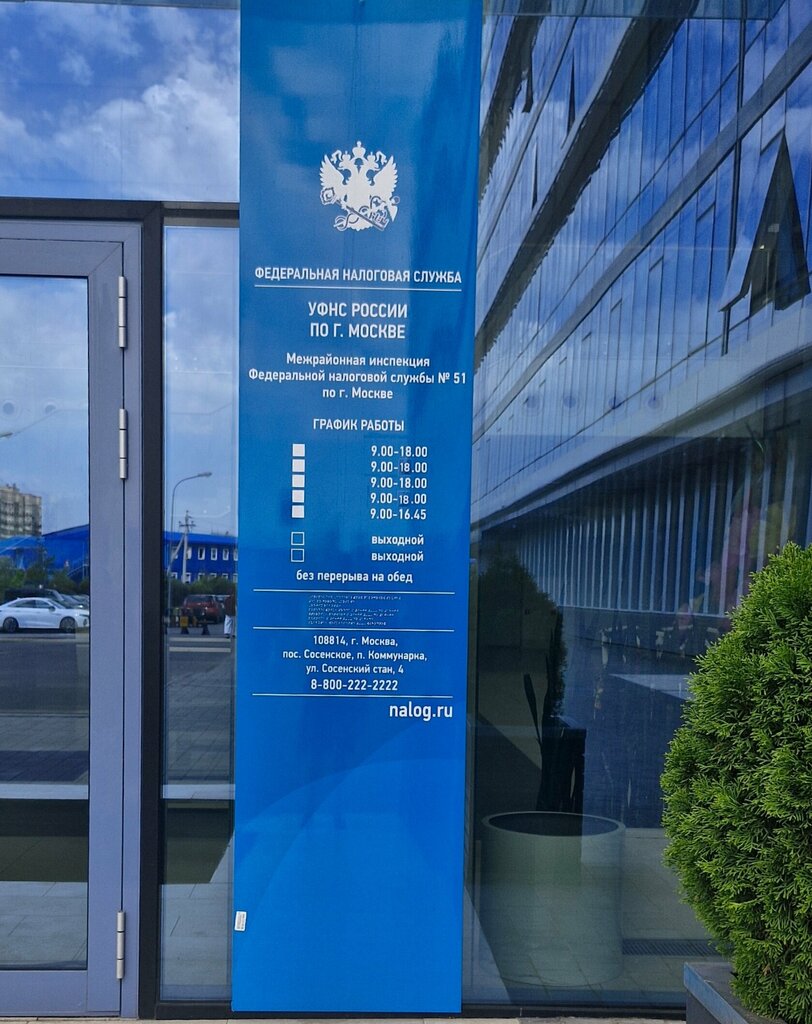 ФЕДЕРАЛЬНАЯ НАЛОГОВАЯ СЛУЖБА
УФНС РОССИИ
ПО Г. МОСКВЕ
Межрайонная инспекция
Федеральной налоговой службы № 51
по г. Москве
ГРАФИК РАБОТЫ
9.00-18.00
9.00-18.00
9.00-18.00
9.00-18.00
9.00-16.45
выходной
выходной
без перерыва на обед
108814, г. Москва,
пос. Сосенское, п. Коммунарка,
ул. Сосенский стан, 4
8-800-222-2222
nalog.ru